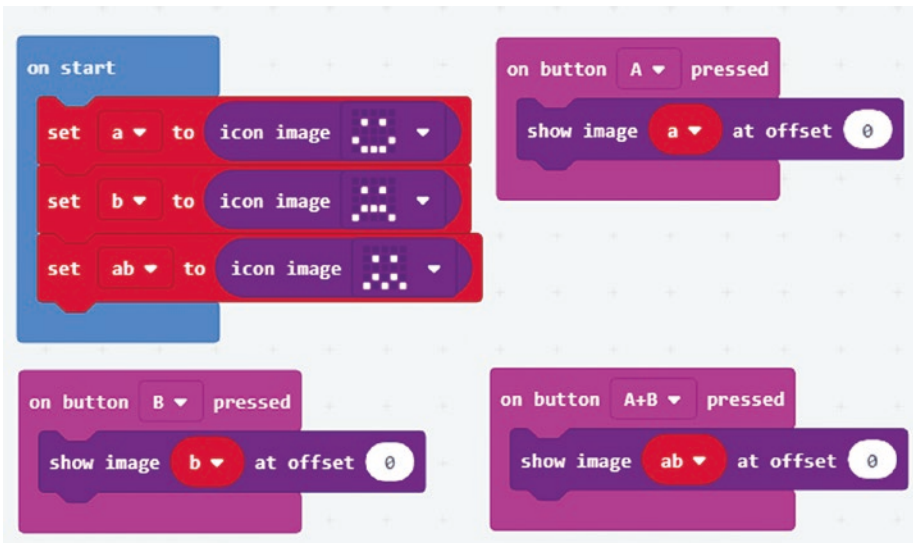 on start
set a to icon image
set b to icon image
set ab to icon image
on button A pressed
show image a at offset 0
on button B pressed
show image b at offset 0
on button A+B pressed
show image ab at offset 0